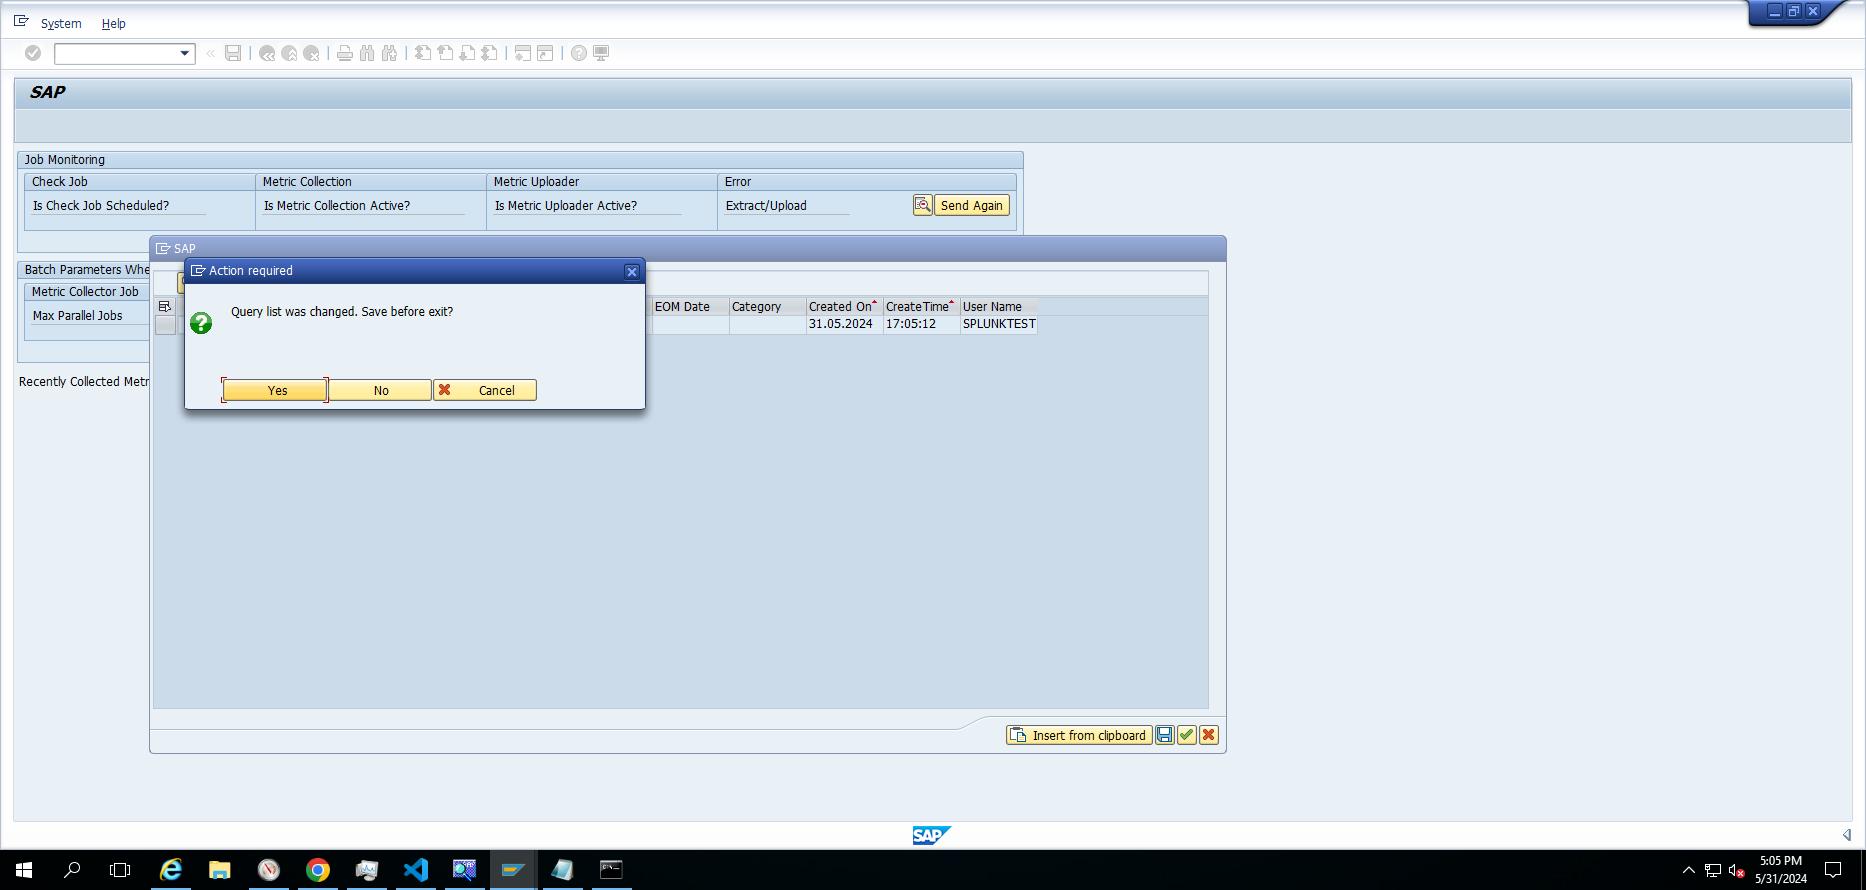 System Help
SAP
Job Monitoring
Check Job Metric Collection Metric Uploader Error
Is Check Job Scheduled? Is Metric Collection Active? Is Metric Uploader Active? Extract/Upload Send Again
SAP
Batch Parameters Whe
Action required
Metric Collector Job
Max Parallel Jobs
Query list was changed. Save before exit?
EOM Date Category Created On CreateTime User Name
31.05.2024 17:05:12 SPLUNKTEST
Recently Collected Metr
Yes No Cancel
Insert from clipboard
SAP
5:05 PM
5/31/2024